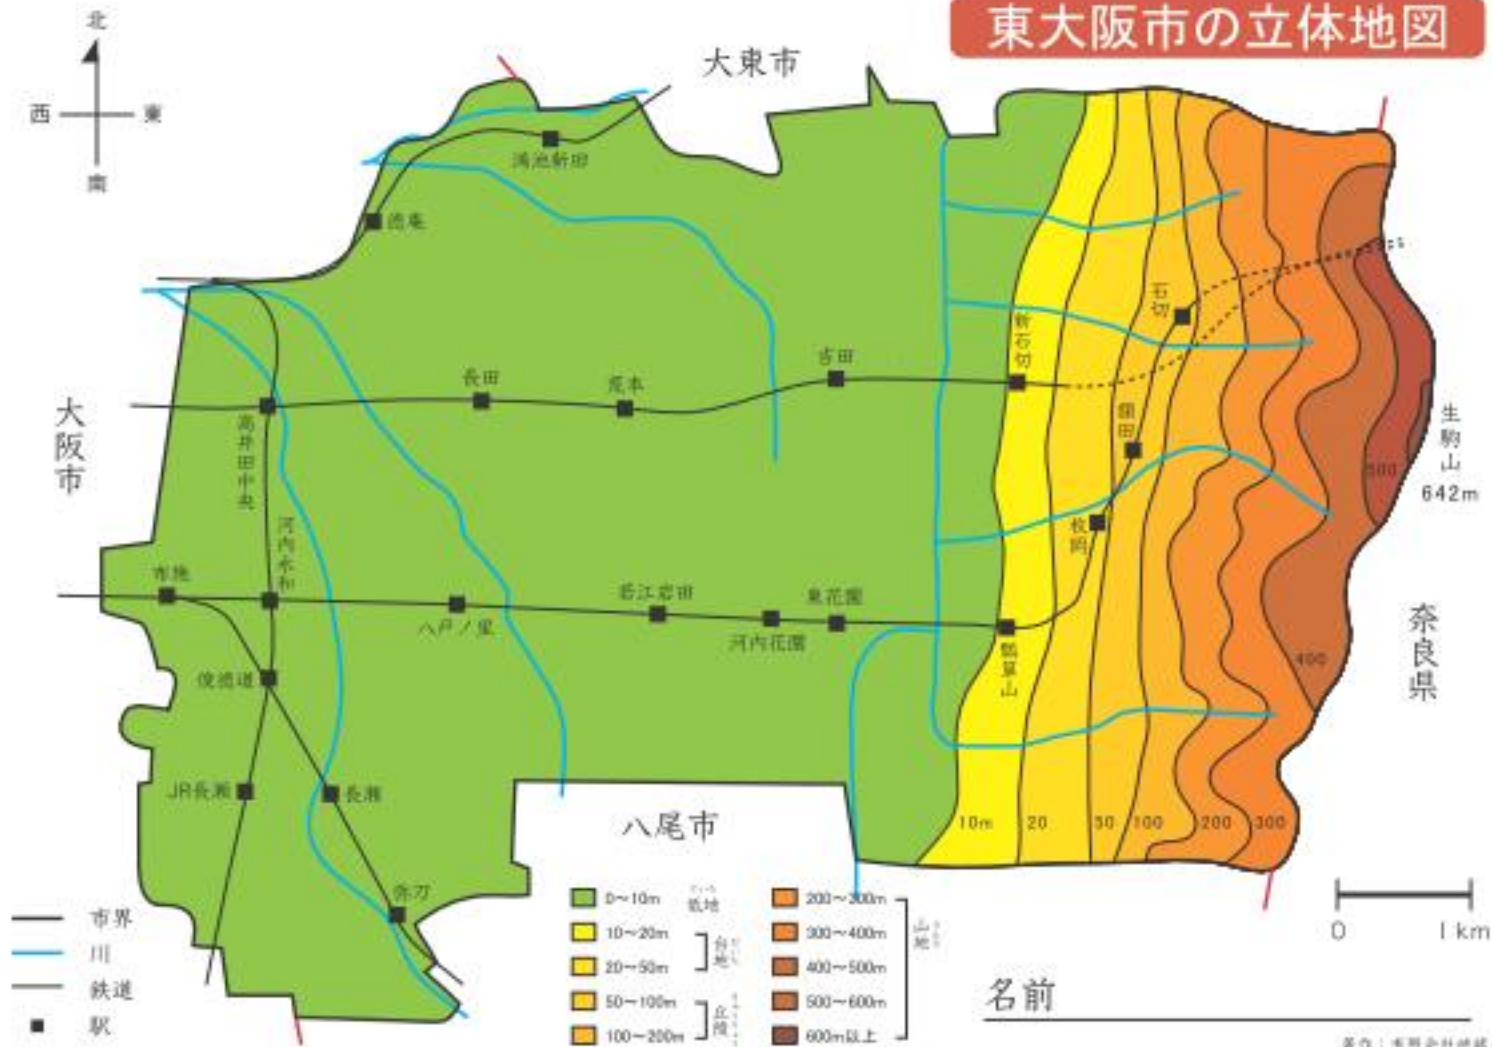 東大阪市の立体地図
北
西
東
南
大東市
鴻池新田
徳庵
石切
新石切
吉田
長田
荒本
額田
大阪市
高井田中央
生駒山
642m
500
枚岡
河内永和
布施
八戸ノ里
若江岩田
河内花園
東花園
瓢箪山
奈良県
400
俊徳道
JR長瀬
長瀬
弥刀
八尾市
10m
20
50
100
200
300
市界
川
鉄道
駅
0〜10m
低地
10〜20m
20〜50m
台地
50〜100m
100〜200m
丘陵
200〜300m
300〜400m
400〜500m
500〜600m
600m以上
山地
0
1km
名前